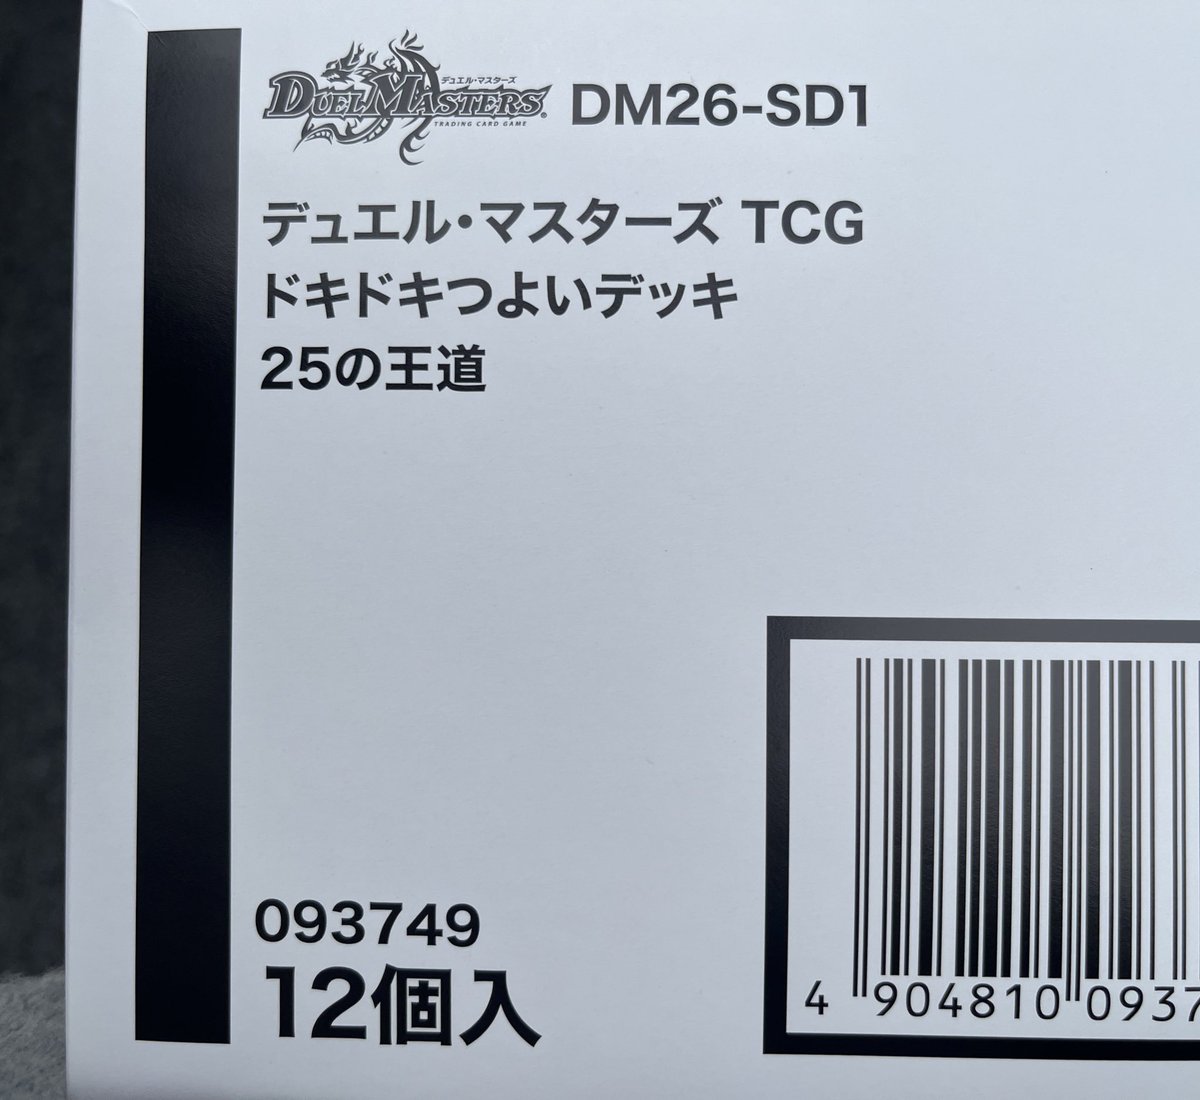 デュエル・マスターズ
DUEL MASTERS®
TRADING CARD GAME
DM26-SD1
デュエル・マスターズ TCG
ドキドキつよいデッキ
25の王道
093749
12個入
4 904810 0937